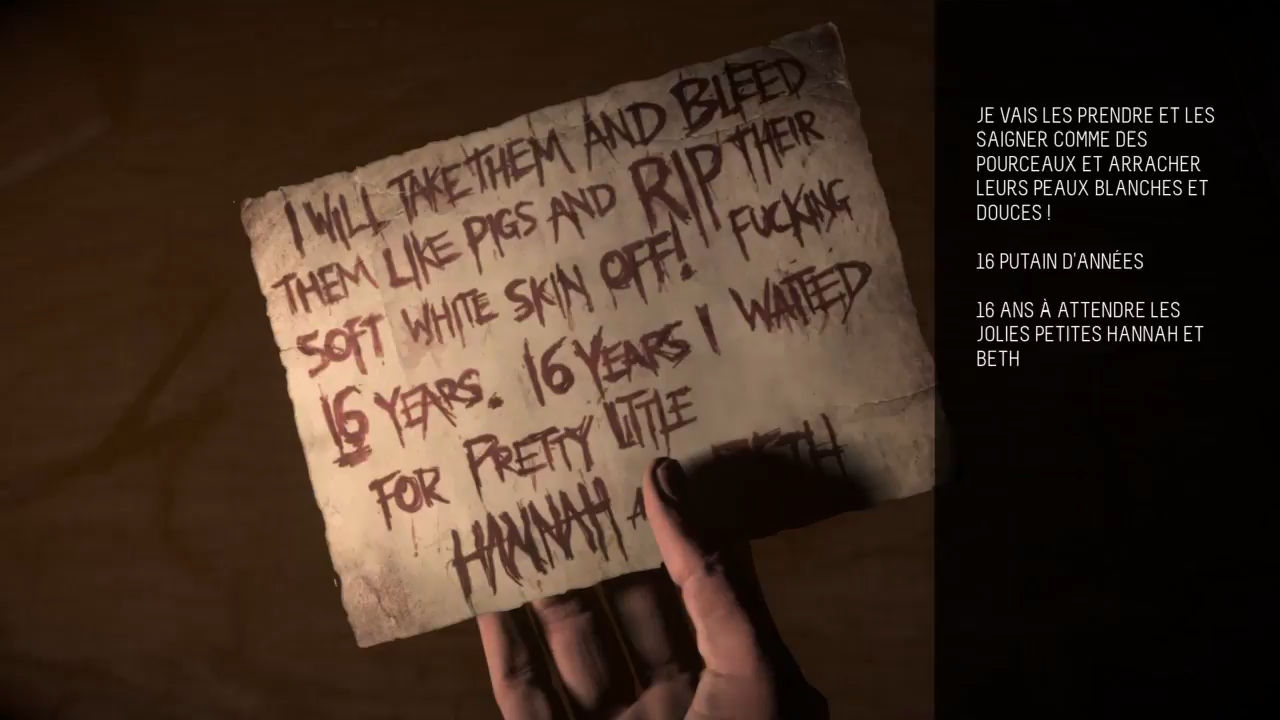 I WILL TAKE THEM AND BLEED
THEM LIKE PIGS AND RIP THEIR
SOFT WHITE SKIN OFF! FUCKING
16 YEARS. 16 YEARS I WAITED
FOR PRETTY LITTLE
HANNAH A BETH
JE VAIS LES PRENDRE ET LES
SAIGNER COMME DES
POURCEAUX ET ARRACHER
LEURS PEAUX BLANCHES ET
DOUCES !
16 PUTAIN D'ANNÉES
16 ANS À ATTENDRE LES
JOLIES PETITES HANNAH ET
BETH